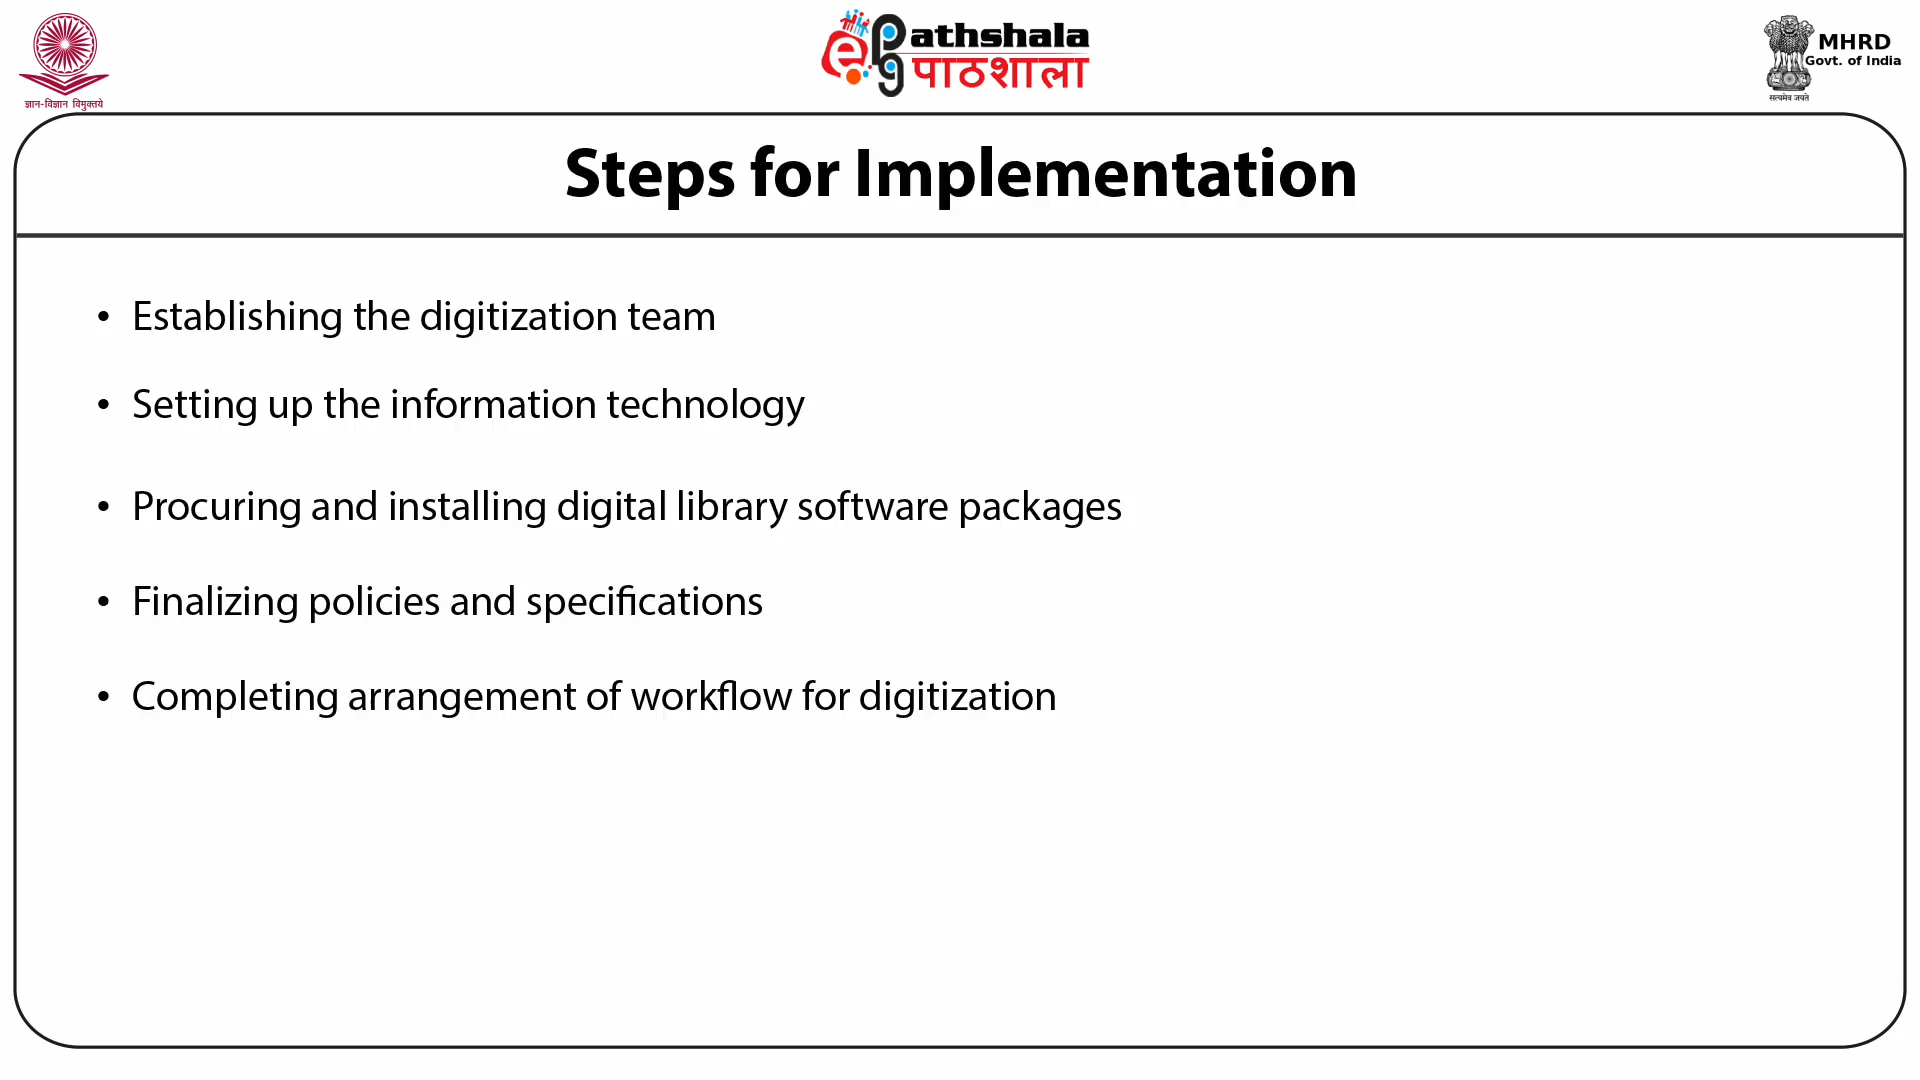 ज्ञान-विज्ञान विमुक्तये
ePg
athshala
पाठशाला
MHRD
Govt. of India
सत्यमेव जयते
Steps for Implementation
• Establishing the digitization team
• Setting up the information technology
• Procuring and installing digital library software packages
• Finalizing policies and specifications
• Completing arrangement of workflow for digitization